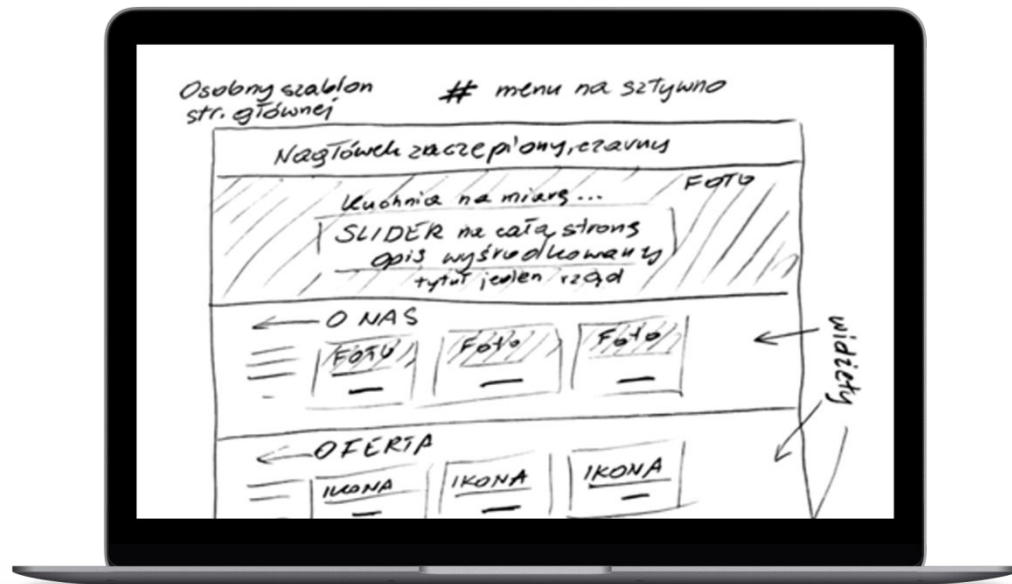 Osobny szablon
str. głównej
# menu na sztywno
Nagłówek zaczepiony, czarny
FOTO
Kuchnia na miarę...
SLIDER na całą stronę
opis wyśrodkowany
tytuł jeden rząd
O NAS
FOTO
FOTO
FOTO
widżety
OFERTA
IKONA
IKONA
IKONA